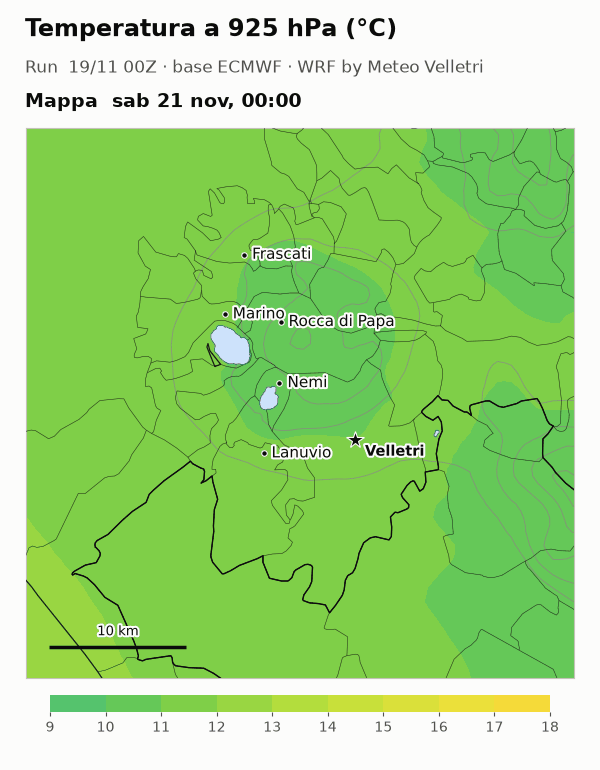 Temperatura a 925 hPa (°C)
Run  19/11 00Z · base ECMWF · WRF by Meteo Velletri
Mappa  sab 21 nov, 00:00
Frascati
Marino
Rocca di Papa
Nemi
Velletri
Lanuvio
10 km
9 10 11 12 13 14 15 16 17 18